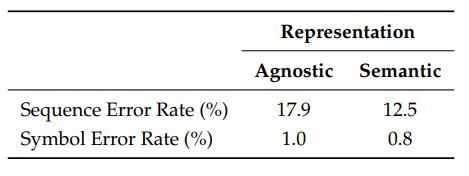 Representation
Agnostic Semantic
Sequence Error Rate (%) 17.9 12.5
Symbol Error Rate (%) 1.0 0.8